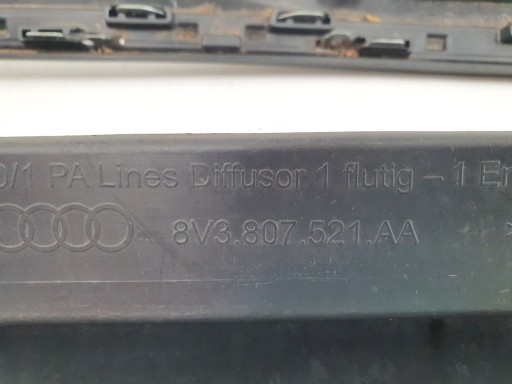 0/1 PA Lines Diffusor 1 flutig – 1 En
8V3.807.521.AA